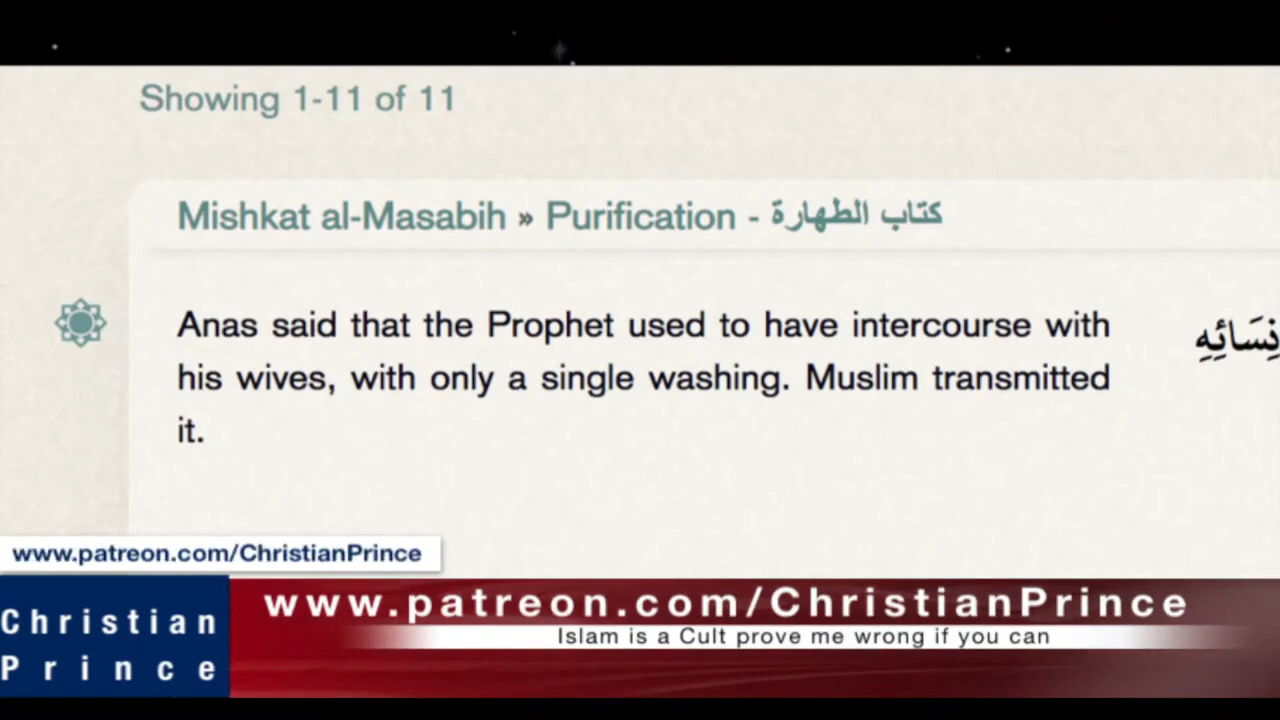 Showing 1-11 of 11
Mishkat al-Masabih » Purification - كتاب الطهارة
Anas said that the Prophet used to have intercourse with
نِسَائِهِ
his wives, with only a single washing. Muslim transmitted
it.
www.patreon.com/ChristianPrince
www.patreon.com/ChristianPrince
Islam is a Cult prove me wrong if you can
Christian
Prince